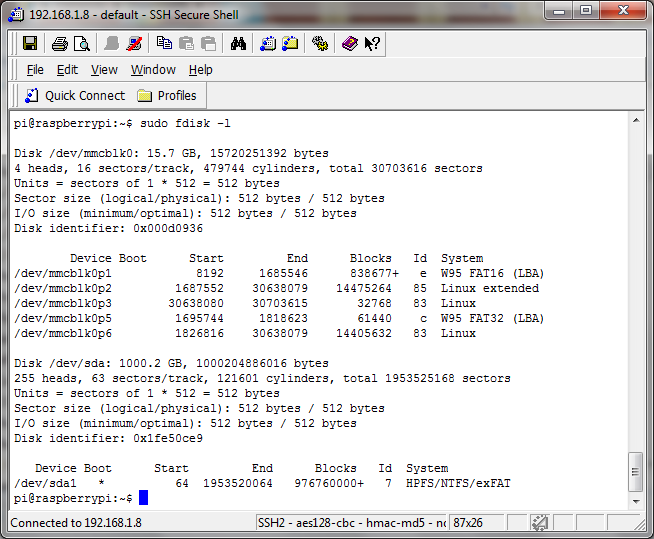 192.168.1.8 - default - SSH Secure Shell
File Edit View Window Help
Quick Connect Profiles
pi@raspberrypi:~$ sudo fdisk -l
Disk /dev/mmcblk0: 15.7 GB, 15720251392 bytes
4 heads, 16 sectors/track, 479744 cylinders, total 30703616 sectors
Units = sectors of 1 * 512 = 512 bytes
Sector size (logical/physical): 512 bytes / 512 bytes
I/O size (minimum/optimal): 512 bytes / 512 bytes
Disk identifier: 0x000d0936
Device Boot Start End Blocks Id System
/dev/mmcblk0p1 8192 1685546 838677+ e W95 FAT16 (LBA)
/dev/mmcblk0p2 1687552 30638079 14475264 85 Linux extended
/dev/mmcblk0p3 30638080 30703615 32768 83 Linux
/dev/mmcblk0p5 1695744 1818623 61440 c W95 FAT32 (LBA)
/dev/mmcblk0p6 1826816 30638079 14405632 83 Linux
Disk /dev/sda: 1000.2 GB, 1000204886016 bytes
255 heads, 63 sectors/track, 121601 cylinders, total 1953525168 sectors
Units = sectors of 1 * 512 = 512 bytes
Sector size (logical/physical): 512 bytes / 512 bytes
I/O size (minimum/optimal): 512 bytes / 512 bytes
Disk identifier: 0x1fe50ce9
Device Boot Start End Blocks Id System
/dev/sda1 * 64 1953520064 976760000+ 7 HPFS/NTFS/exFAT
pi@raspberrypi:~$
Connected to 192.168.1.8 SSH2 - aes128-cbc - hmac-md5 - nc 87x26